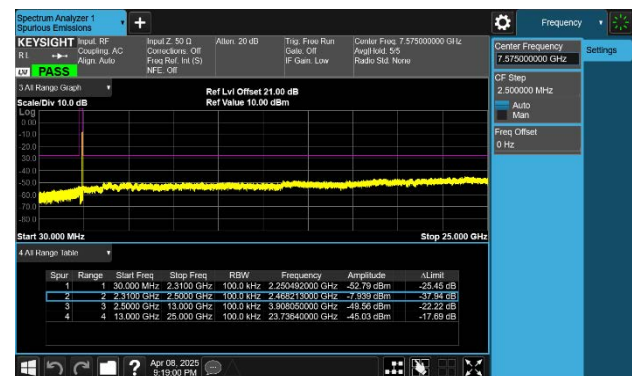 Spectrum Analyzer 1
Spurious Emissions
Frequency
KEYSIGHT
Input: RF
Coupling: AC
Align: Auto
Input Z: 50 Ω
Corrections: Off
Freq Ref: Int (S)
NFE: Off
Atten: 20 dB
Trig: Free Run
Gate: Off
IF Gain: Low
Center Freq: 7.575000000 GHz
Avg|Hold: 5/5
Radio Std: None
R L
PASS
Center Frequency
7.575000000 GHz
Settings
CF Step
2.500000 MHz
Auto
Man
Freq Offset
0 Hz
3 All Range Graph
Scale/Div 10.0 dB
Ref Lvl Offset 21.00 dB
Ref Value 10.00 dBm
Log
0.00
-10.0
-20.0
-30.0
-40.0
-50.0
-60.0
-70.0
-80.0
Start 30.000 MHz
Stop 25.000 GHz
4 All Range Table
Spur Range Start Freq Stop Freq RBW Frequency Amplitude ΔLimit
1 1 30.000 MHz 2.3100 GHz 100.0 kHz 2.250492000 GHz -52.79 dBm -25.45 dB
2 2 2.3100 GHz 2.5000 GHz 100.0 kHz 2.468213000 GHz -7.939 dBm -37.94 dB
3 3 2.5000 GHz 13.000 GHz 100.0 kHz 3.908050000 GHz -49.56 dBm -22.22 dB
4 4 13.000 GHz 25.000 GHz 100.0 kHz 23.73640000 GHz -45.03 dBm -17.69 dB
Apr 08, 2025
9:19:00 PM